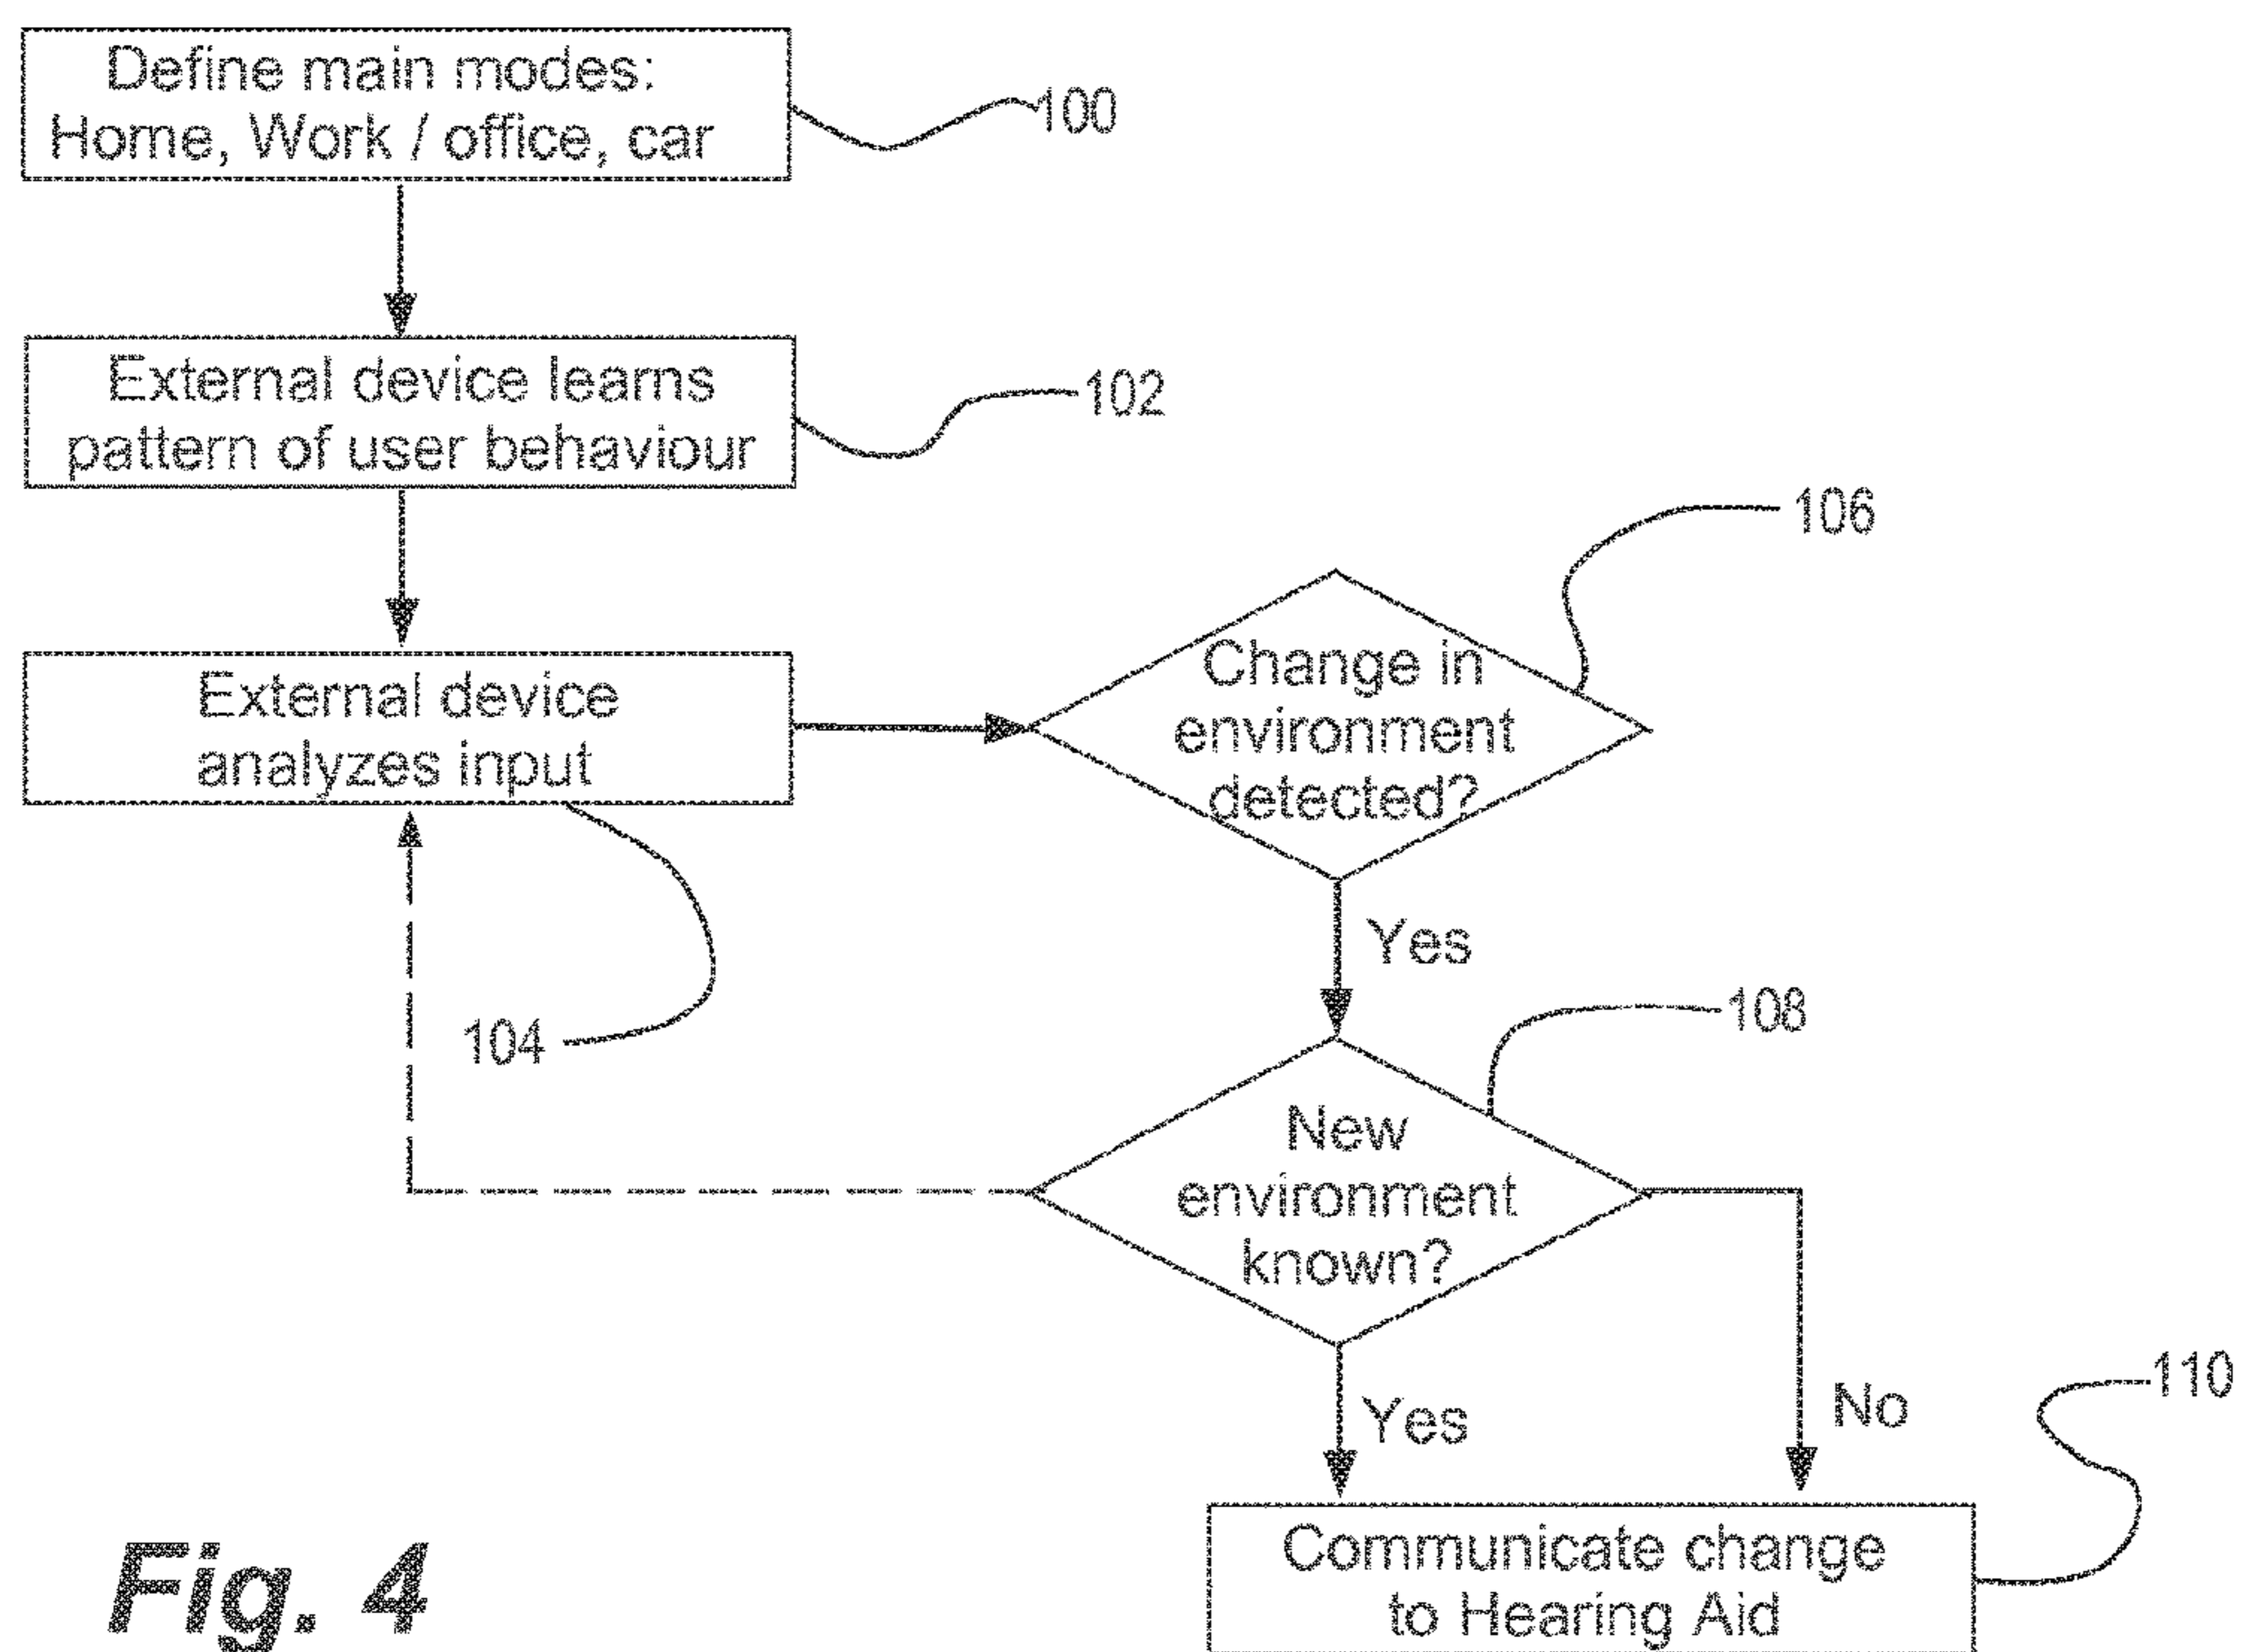 Define main modes:
Home, Work / office, car
100
External device learns
pattern of user behaviour
102
106
External device
analyzes input
Change in
environment
detected?
Yes
104
108
New
environment
known?
Yes
No
110
Communicate change
to Hearing Aid
Fig. 4